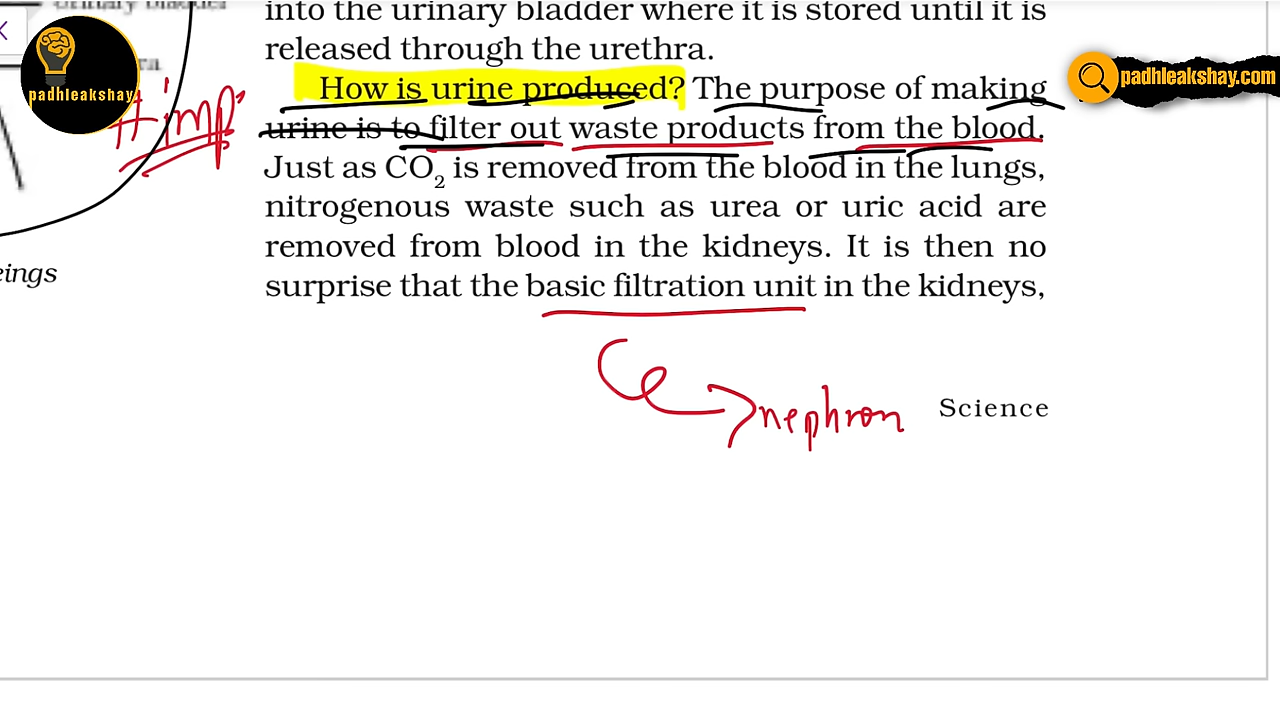 into the urinary bladder where it is stored until it is
released through the urethra.
How is urine produced? The purpose of making
urine is to filter out waste products from the blood.
Just as CO₂ is removed from the blood in the lungs,
nitrogenous waste such as urea or uric acid are
removed from blood in the kidneys. It is then no
surprise that the basic filtration unit in the kidneys,
padhleakshay
padhleakshay.com
imp
eings
nephron
Science